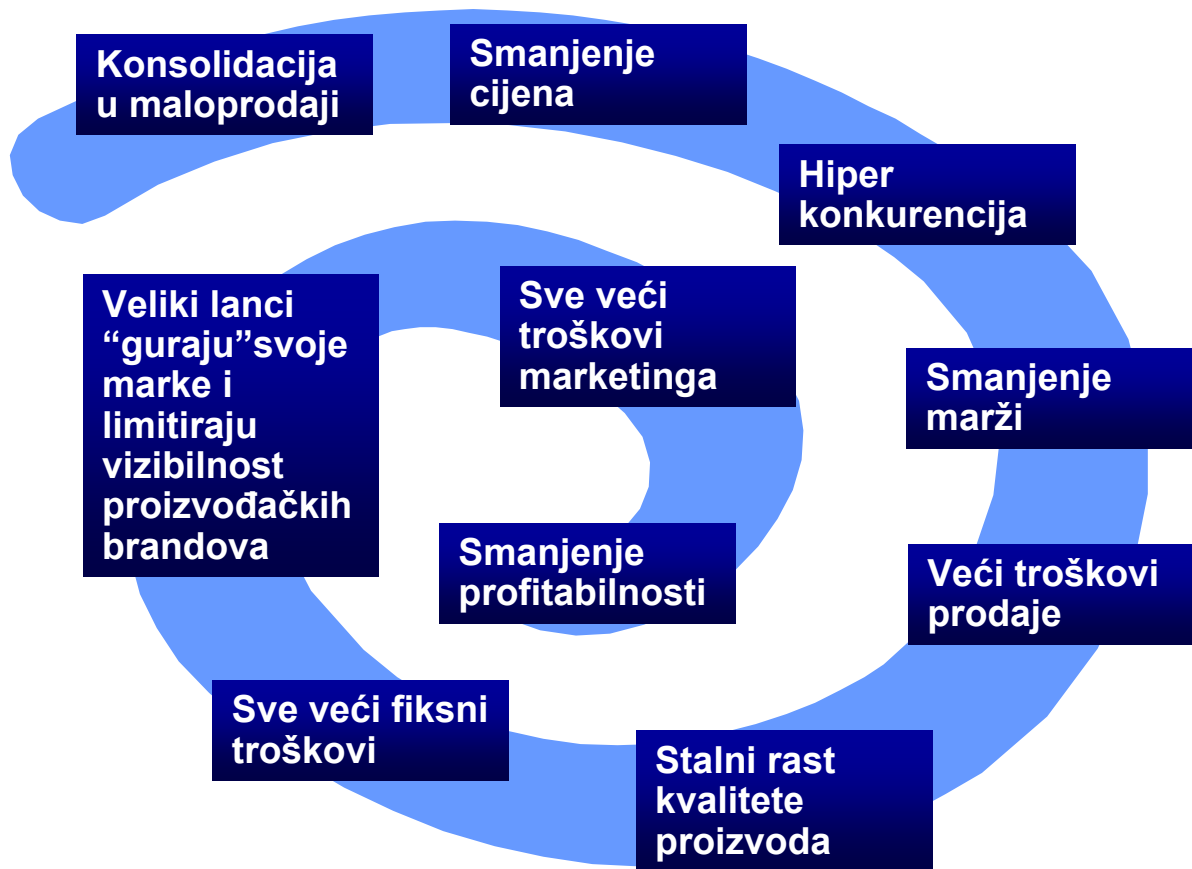 Konsolidacija
u maloprodaji
Smanjenje
cijena
Hiper
konkurencija
Smanjenje
marži
Veći troškovi
prodaje
Stalni rast
kvalitete
proizvoda
Sve veći fiksni
troškovi
Veliki lanci
“guraju”svoje
marke i
limitiraju
vizibilnost
proizvođačkih
brandova
Sve veći
troškovi
marketinga
Smanjenje
profitabilnosti